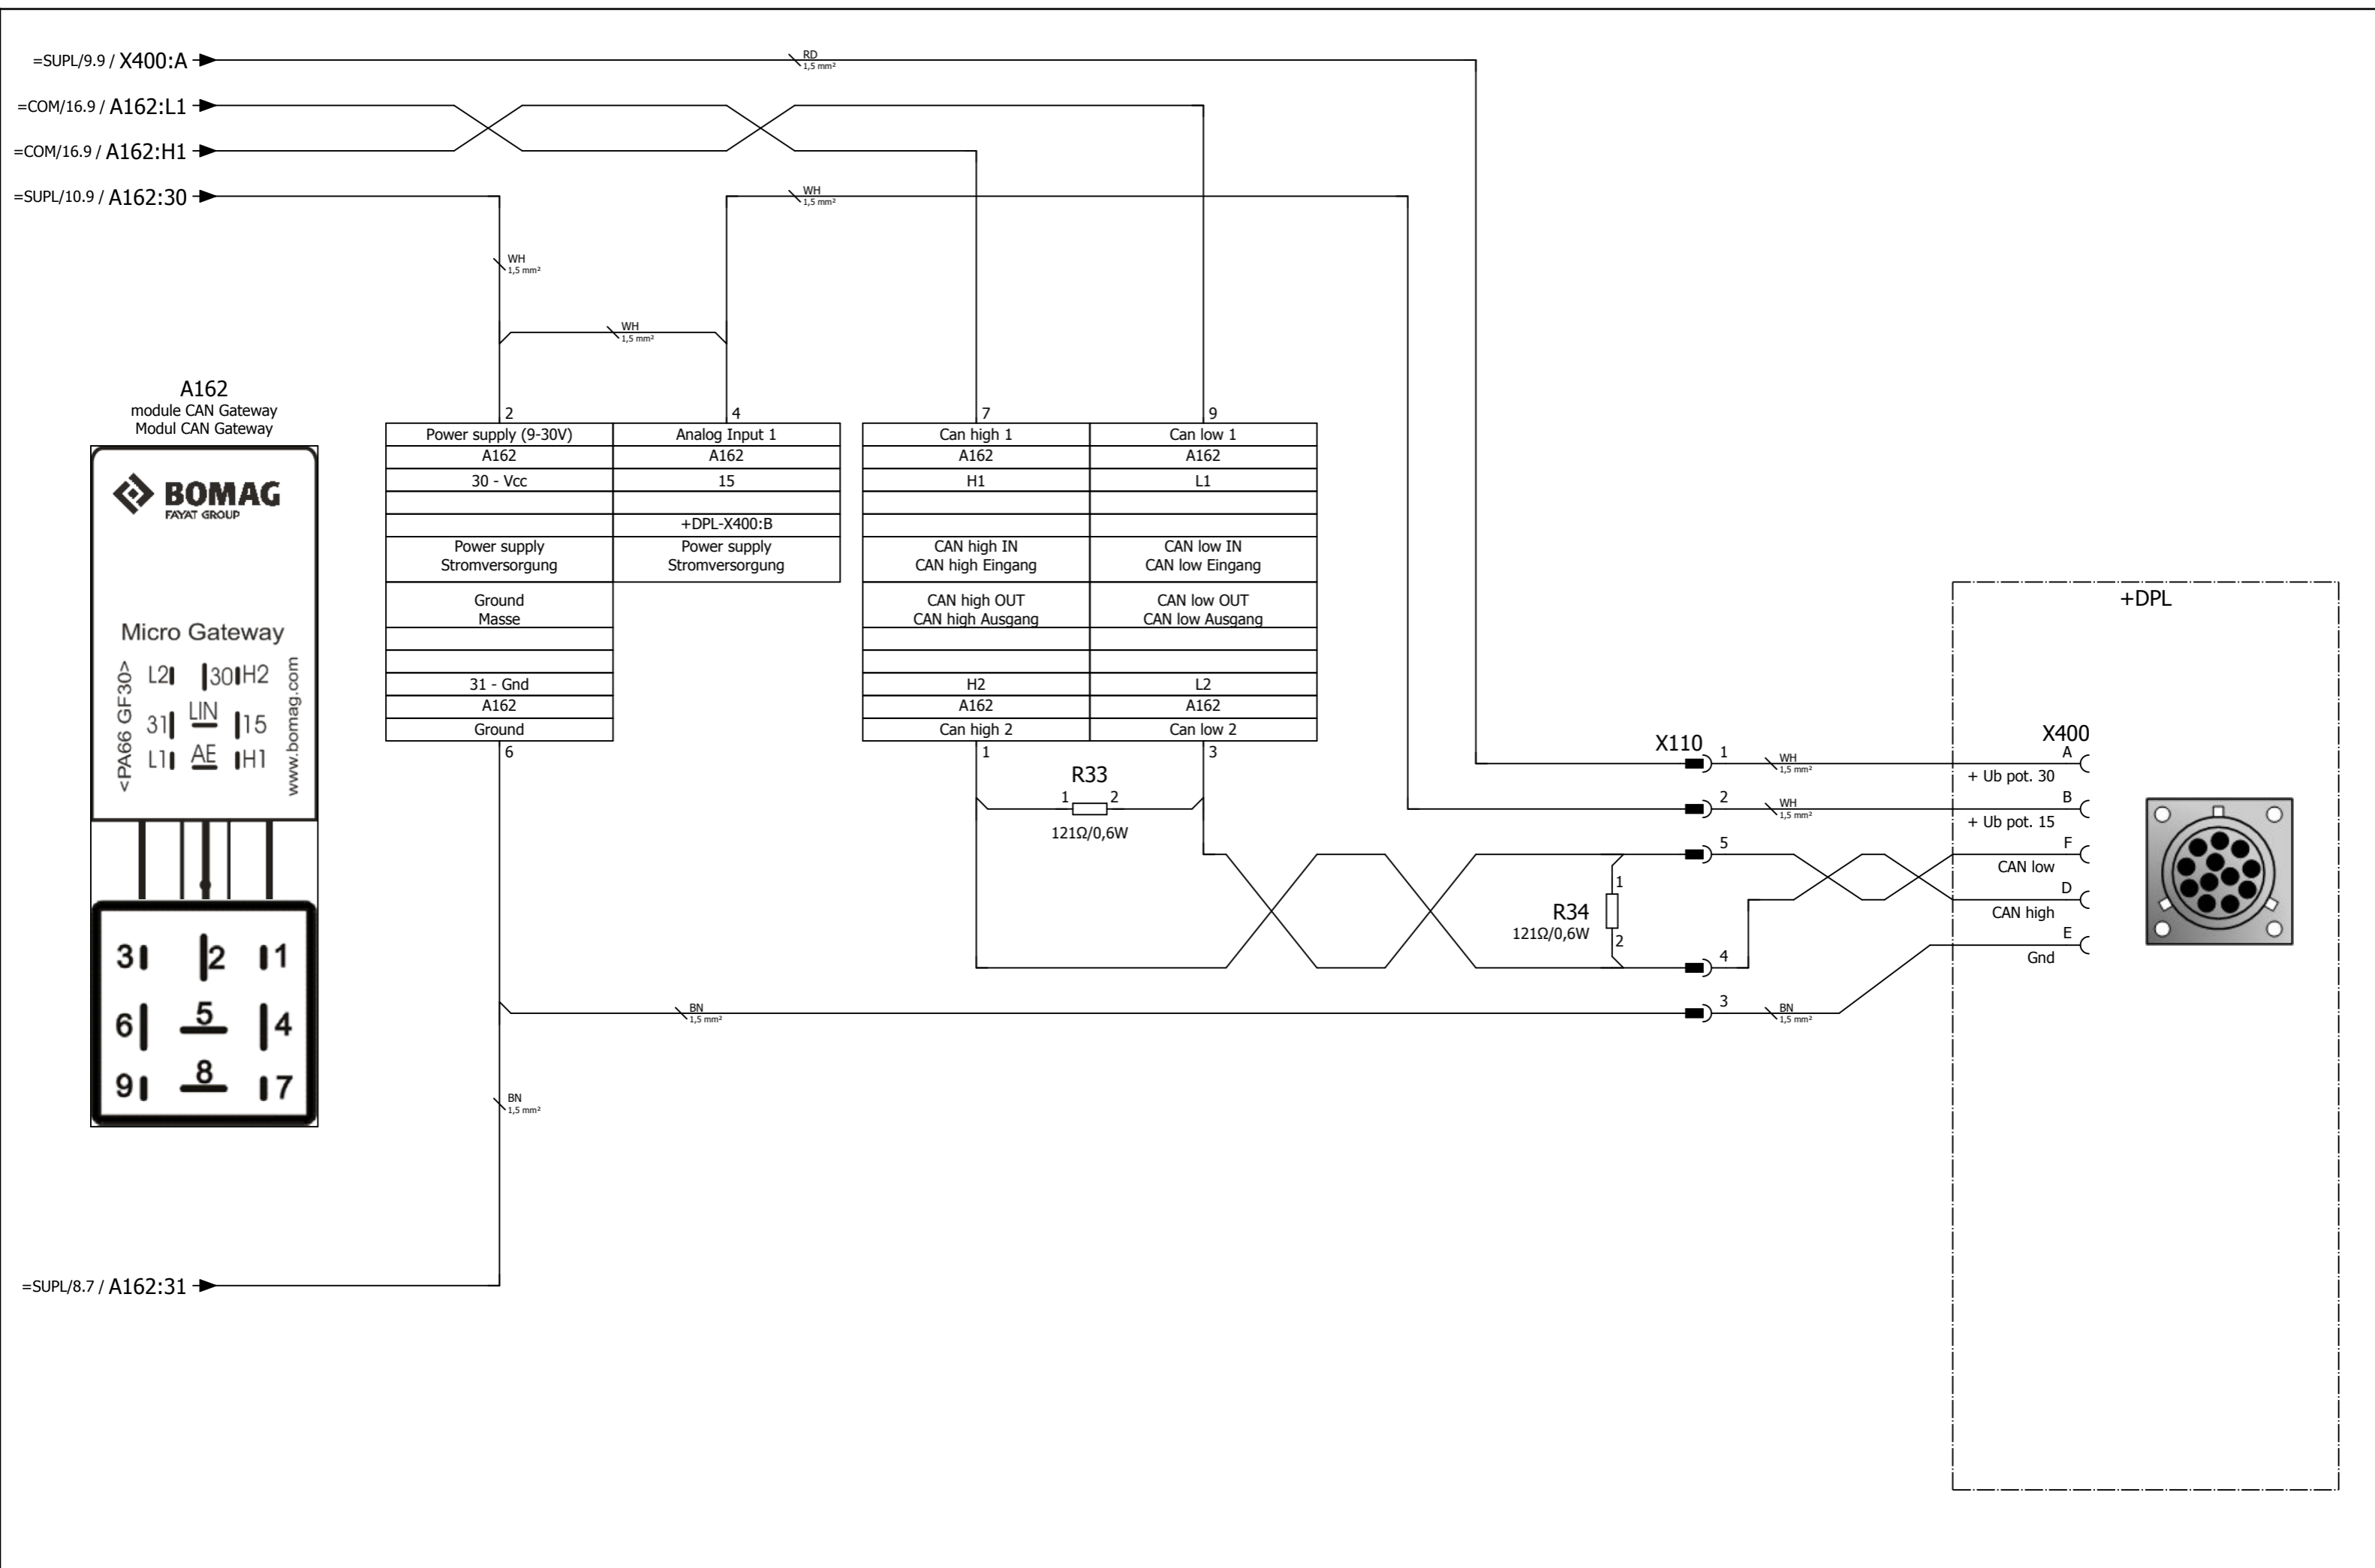 =SUPL/9.9 / X400:A
RD
1,5 mm²
=COM/16.9 / A162:L1
=COM/16.9 / A162:H1
=SUPL/10.9 / A162:30
WH
1,5 mm²
WH
1,5 mm²
WH
1,5 mm²
A162
module CAN Gateway
Modul CAN Gateway
BOMAG
FAYAT GROUP
Micro Gateway
<PA66 GF30>
www.bomag.com
L2 30 H2
31 LIN 15
L1 AE H1
3 2 1
6 5 4
9 8 7
2 4 7 9
Power supply (9-30V) Analog Input 1 Can high 1 Can low 1
A162 A162 A162 A162
30 - Vcc 15 H1 L1
+DPL-X400:B
Power supply Power supply CAN high IN CAN low IN
Stromversorgung Stromversorgung CAN high Eingang CAN low Eingang
Ground CAN high OUT CAN low OUT
Masse CAN high Ausgang CAN low Ausgang
31 - Gnd H2 L2
A162 A162 A162
Ground Can high 2 Can low 2
6 1 3
R33
1 2
121Ω/0,6W
R34
121Ω/0,6W
1
2
X110
1
WH
1,5 mm²
2
WH
1,5 mm²
5
4
3
BN
1,5 mm²
BN
1,5 mm²
BN
1,5 mm²
+DPL
X400
A
+ Ub pot. 30
B
+ Ub pot. 15
F
CAN low
D
CAN high
E
Gnd
=SUPL/8.7 / A162:31